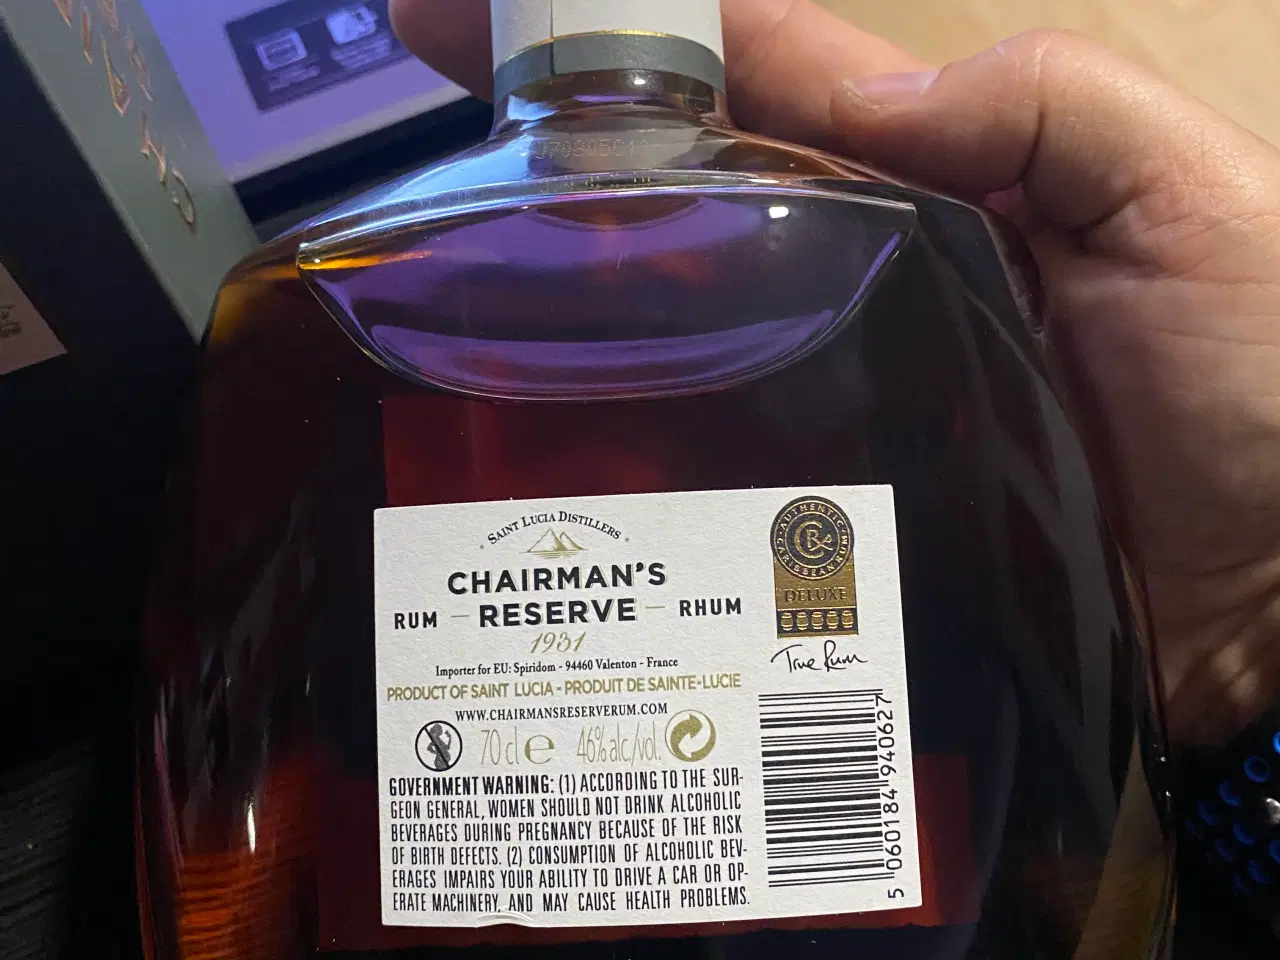 SAINT LUCIA DISTILLERS
CHAIRMAN'S
RUM — RESERVE — RHUM
1931
Importer for EU: Spiridom - 94460 Valenton - France
PRODUCT OF SAINT LUCIA - PRODUIT DE SAINTE-LUCIE
WWW.CHAIRMANSRESERVERUM.COM
70 cl e 46% alc/vol.
GOVERNMENT WARNING: (1) ACCORDING TO THE SUR-
GEON GENERAL, WOMEN SHOULD NOT DRINK ALCOHOLIC
BEVERAGES DURING PREGNANCY BECAUSE OF THE RISK
OF BIRTH DEFECTS. (2) CONSUMPTION OF ALCOHOLIC BEV-
ERAGES IMPAIRS YOUR ABILITY TO DRIVE A CAR OR OP-
ERATE MACHINERY, AND MAY CAUSE HEALTH PROBLEMS.
AUTHENTIC
CARIBBEAN RUM
CR
DELUXE
True Rum
5 060184 940627